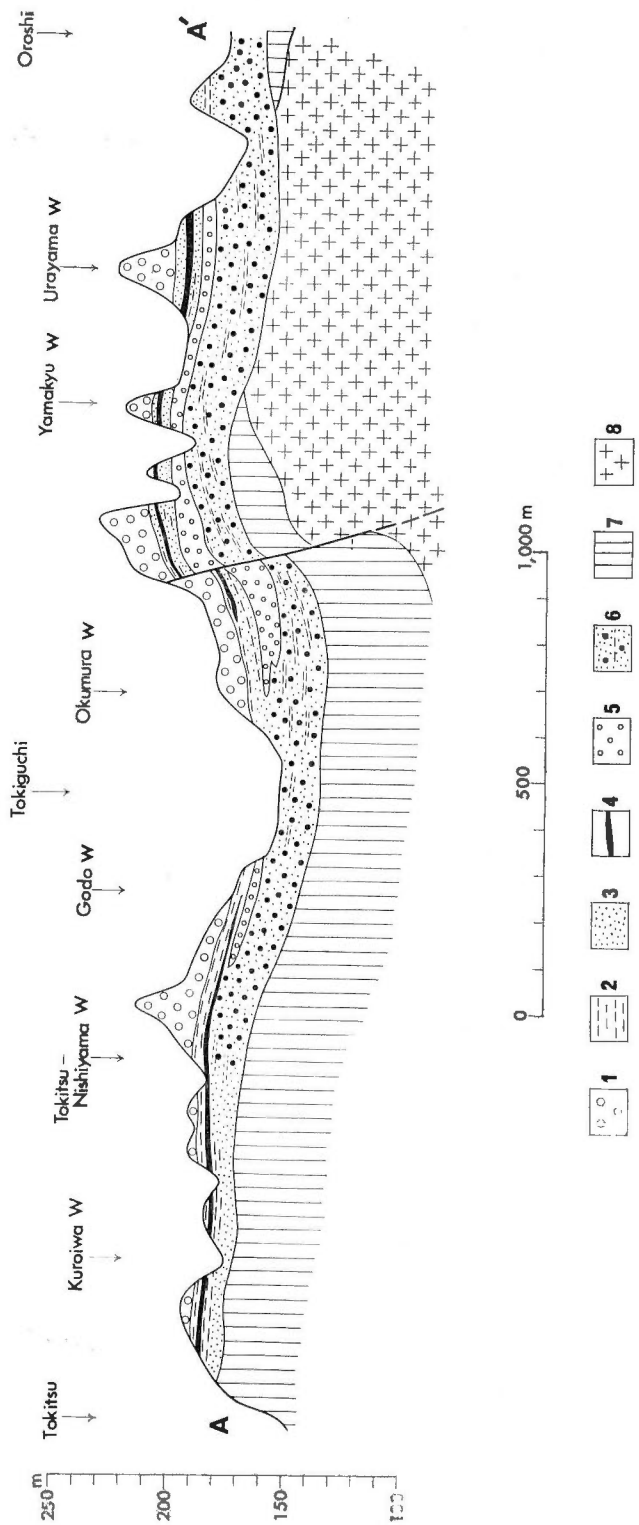 250 m
200
150
100
Tokitsu
Kuroiwa W
Tokitsu –
Nishiyama W
Godo W
Tokiguchi
Okumura W
Yamakyu W
Urayama W
Oroshi
A
A′
0
500
1,000 m
1
2
3
4
5
6
7
8